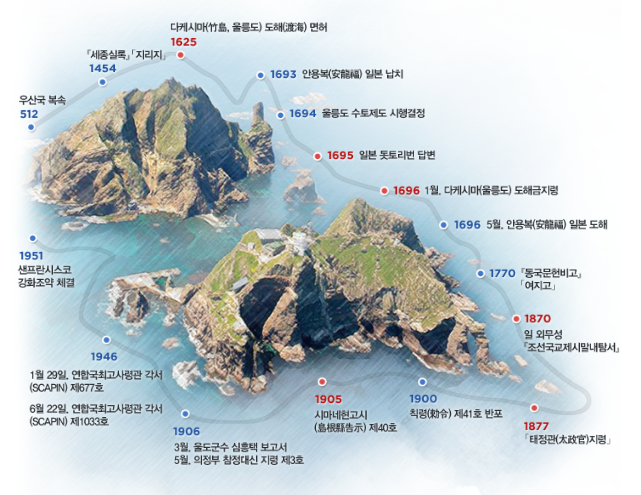 다케시마(竹島, 울릉도) 도해(渡海) 면허
1625
『세종실록』「지리지」
1454
우산국 복속
512
1693 안용복(安龍福) 일본 납치
1694 울릉도 수토제도 시행결정
1695 일본 돗토리번 답변
1696 1월, 다케시마(울릉도) 도해금지령
1696 5월, 안용복(安龍福) 일본 도해
1770 『동국문헌비고』
「여지고」
1870
일 외무성
『조선국교제시말내탐서』
1877
「태정관(太政官)지령」
1900
칙령(勅令) 제41호 반포
1905
시마네현고시
(島根縣告示) 제40호
1906
3월, 울도군수 심흥택 보고서
5월, 의정부 참정대신 지령 제3호
1946
1월 29일, 연합국최고사령관 각서
(SCAPIN) 제677호
6월 22일, 연합국최고사령관 각서
(SCAPIN) 제1033호
1951
샌프란시스코
강화조약 체결